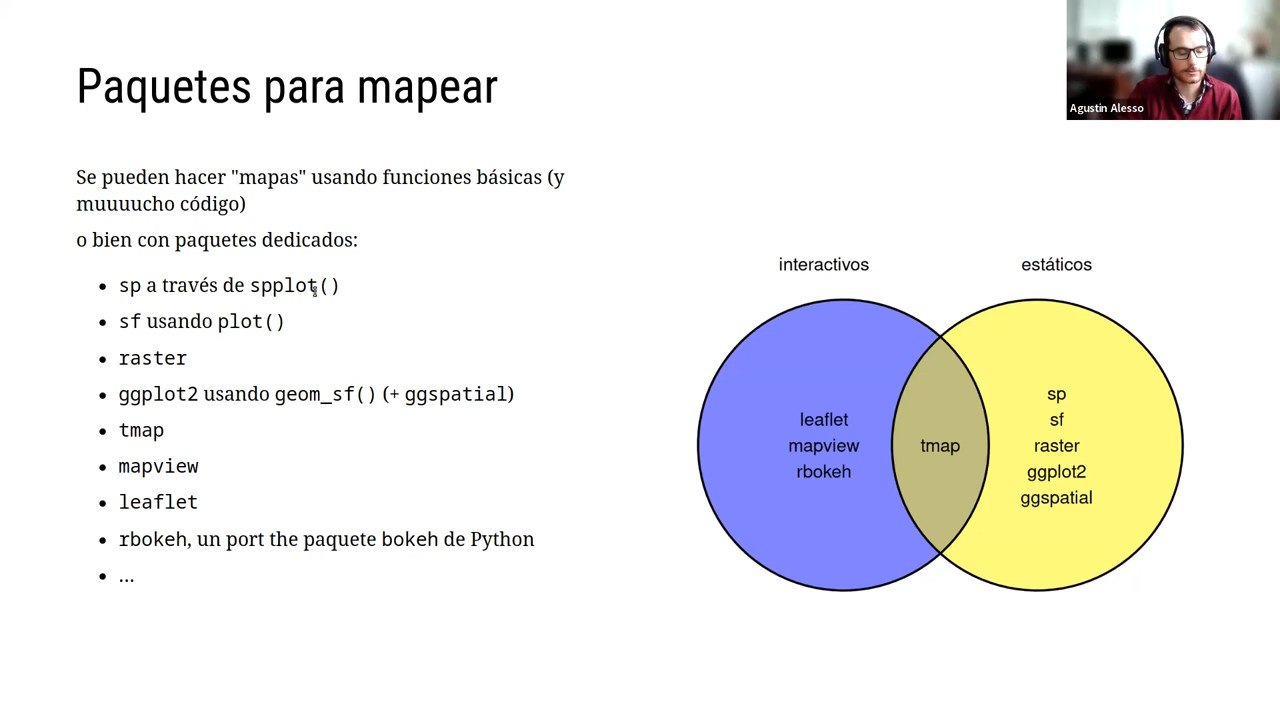 Paquetes para mapear
Agustin Alesso
Se pueden hacer "mapas" usando funciones básicas (y
muuuucho código)
o bien con paquetes dedicados:
• sp a través de spplot()
• sf usando plot()
• raster
• ggplot2 usando geom_sf() (+ ggspatial)
• tmap
• mapview
• leaflet
• rbokeh, un port the paquete bokeh de Python
• ...
interactivos
estáticos
leaflet
mapview
rbokeh
tmap
sp
sf
raster
ggplot2
ggspatial